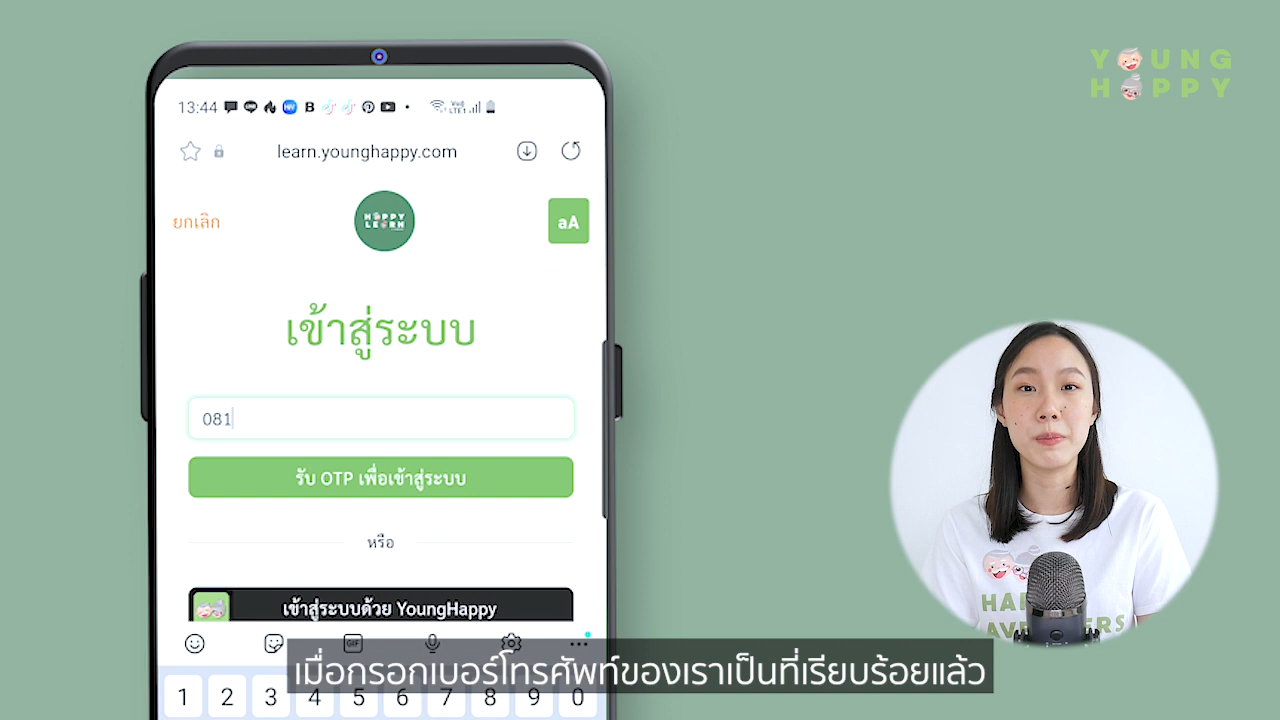 YOUNG
HAPPY
13:44
learn.younghappy.com
ยกเลิก
HAPPY
LEARN
aA
เข้าสู่ระบบ
081
รับ OTP เพื่อเข้าสู่ระบบ
หรือ
เข้าสู่ระบบด้วย YoungHappy
GIF
เมื่อกรอกเบอร์โทรศัพท์ของเราเป็นที่เรียบร้อยแล้ว
1 2 3 4 5 6 7 8 9 0